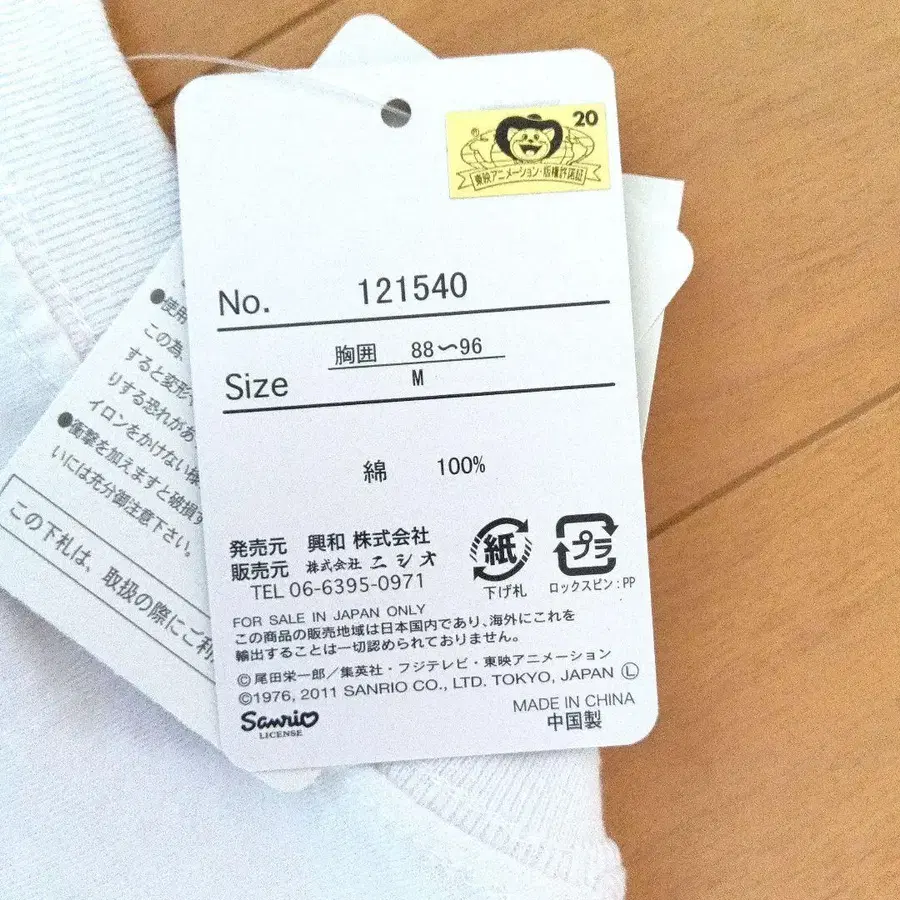 20
東映アニメーション・版権許諾証
No. 121540
胸囲 88〜96
Size M
綿 100%
発売元 興和 株式会社
販売元 株式会社 ニシオ
TEL 06-6395-0971
紙
下げ札
プラ
ロックスピン:PP
FOR SALE IN JAPAN ONLY
この商品の販売地域は日本国内であり、海外にこれを
輸出することは一切認められておりません。
©尾田栄一郎/集英社・フジテレビ・東映アニメーション
©1976, 2011 SANRIO CO., LTD. TOKYO, JAPAN Ⓛ
Sanrio
LICENSE
MADE IN CHINA
中国製
●使用
この為、
すると変形
りする恐れがあ
イロンをかけない様
●衝撃を加えますと破損す
いには充分御注意下さい。
この下札は、取扱の際にご利